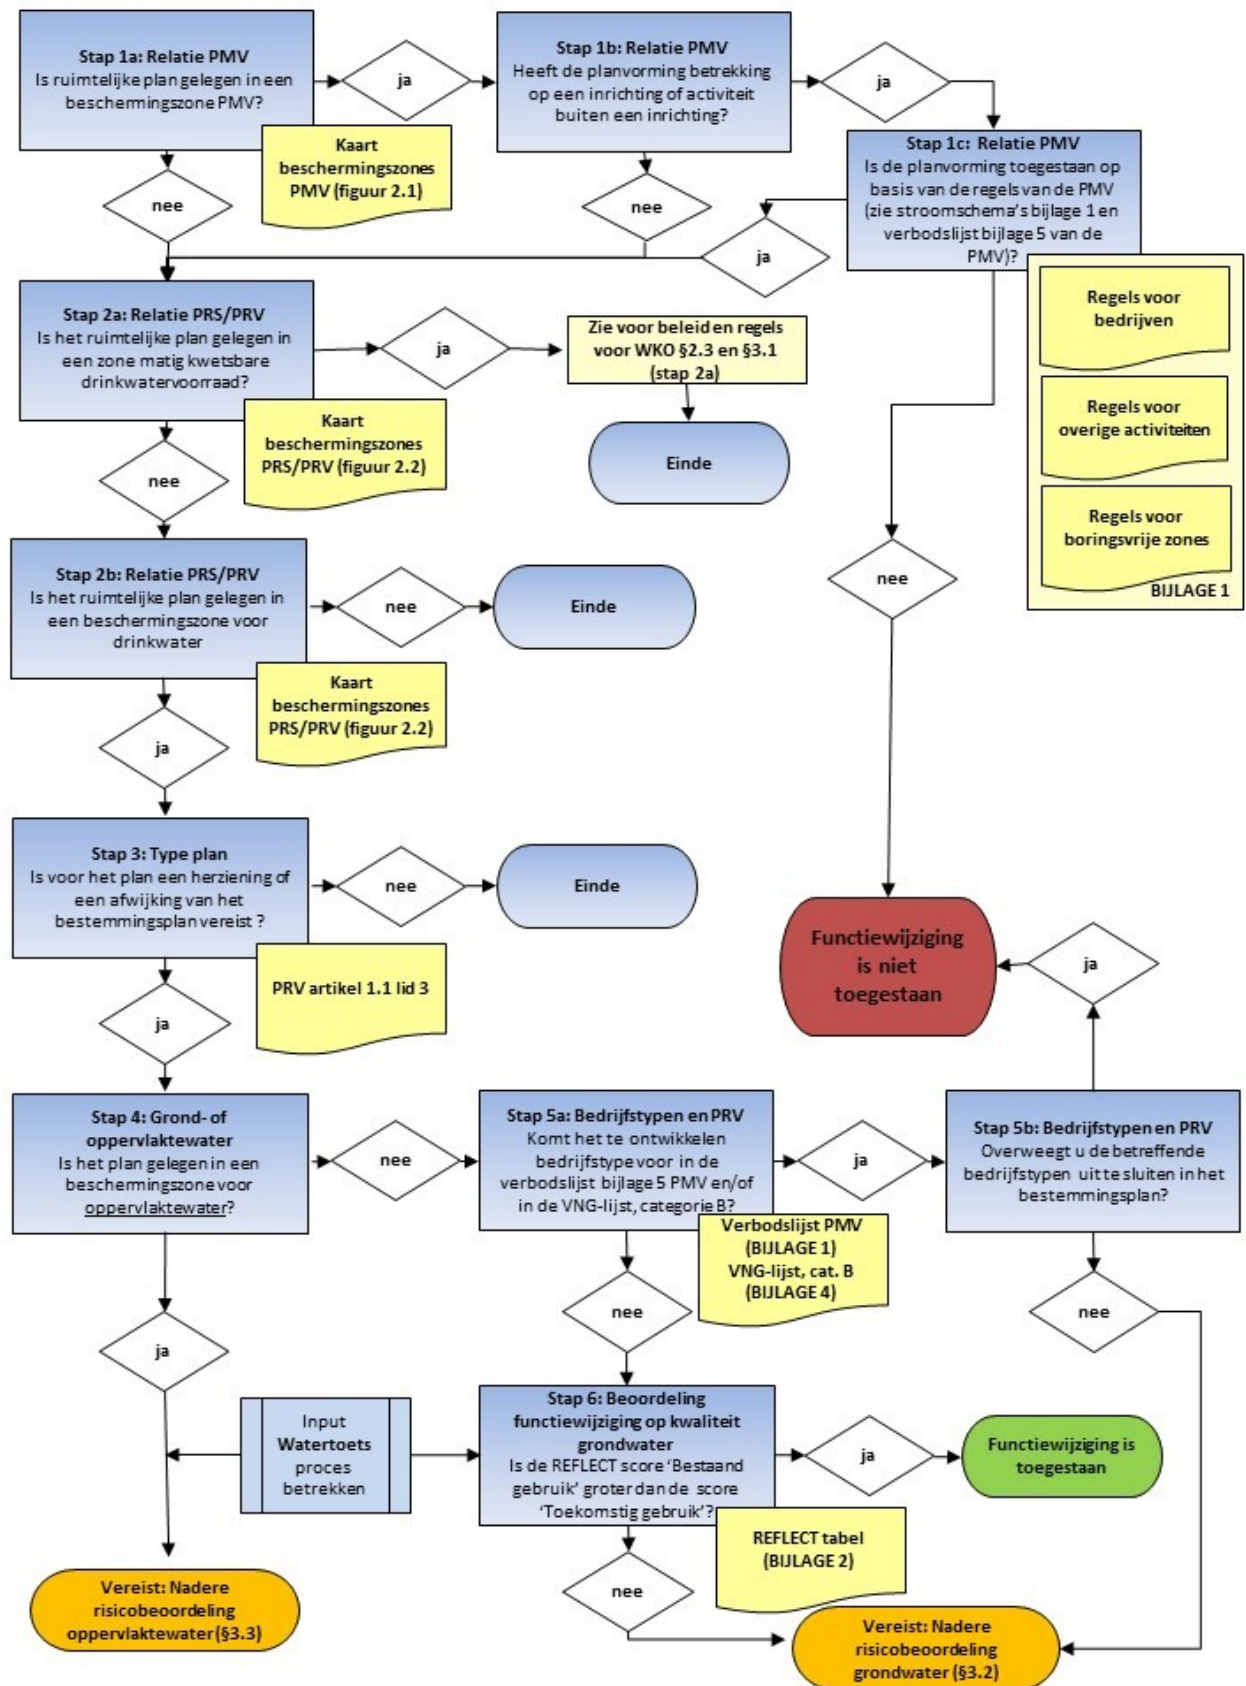 Stap 1a: Relatie PMV
Is ruimtelijke plan gelegen in een
beschermingszone PMV?
ja
Stap 1b: Relatie PMV
Heeft de planvorming betrekking
op een inrichting of activiteit
buiten een inrichting?
ja
Kaart
beschermingszones
PMV (figuur 2.1)
nee
nee
Stap 1c: Relatie PMV
Is de planvorming toegestaan op
basis van de regels van de PMV
(zie stroomschema's bijlage 1 en
verbodslijst bijlage 5 van de
PMV)?
ja
Regels voor
bedrijven
Regels voor
overige activiteiten
Regels voor
boringsvrije zones
BIJLAGE 1
Stap 2a: Relatie PRS/PRV
Is het ruimtelijke plan gelegen in
een zone matig kwetsbare
drinkwatervoorraad?
ja
Zie voor beleid en regels
voor WKO §2.3 en §3.1
(stap 2a)
Einde
Kaart
beschermingszones
PRS/PRV (figuur 2.2)
nee
nee
Stap 2b: Relatie PRS/PRV
Is het ruimtelijke plan gelegen in
een beschermingszone voor
drinkwater
nee
Einde
Kaart
beschermingszones
PRS/PRV (figuur 2.2)
ja
Stap 3: Type plan
Is voor het plan een herziening of
een afwijking van het
bestemmingsplan vereist ?
nee
Einde
PRV artikel 1.1 lid 3
ja
Functiewijziging
is niet
toegestaan
ja
Stap 4: Grond- of
oppervlaktewater
Is het plan gelegen in een
beschermingszone voor
oppervlaktewater?
nee
Stap 5a: Bedrijfstypen en PRV
Komt het te ontwikkelen
bedrijfstype voor in de
verbodslijst bijlage 5 PMV en/of
in de VNG-lijst, categorie B?
ja
Stap 5b: Bedrijfstypen en PRV
Overweegt u de betreffende
bedrijfstypen uit te sluiten in het
bestemmingsplan?
Verbodslijst PMV
(BIJLAGE 1)
VNG-lijst, cat. B
(BIJLAGE 4)
nee
nee
ja
Input
Watertoets
proces
betrekken
Stap 6: Beoordeling
functiewijziging op kwaliteit
grondwater
Is de REFLECT score 'Bestaand
gebruik' groter dan de score
'Toekomstig gebruik'?
ja
Functiewijziging is
toegestaan
REFLECT tabel
(BIJLAGE 2)
nee
Vereist: Nadere
risicobeoordeling
oppervlaktewater (§3.3)
Vereist: Nadere
risicobeoordeling
grondwater (§3.2)